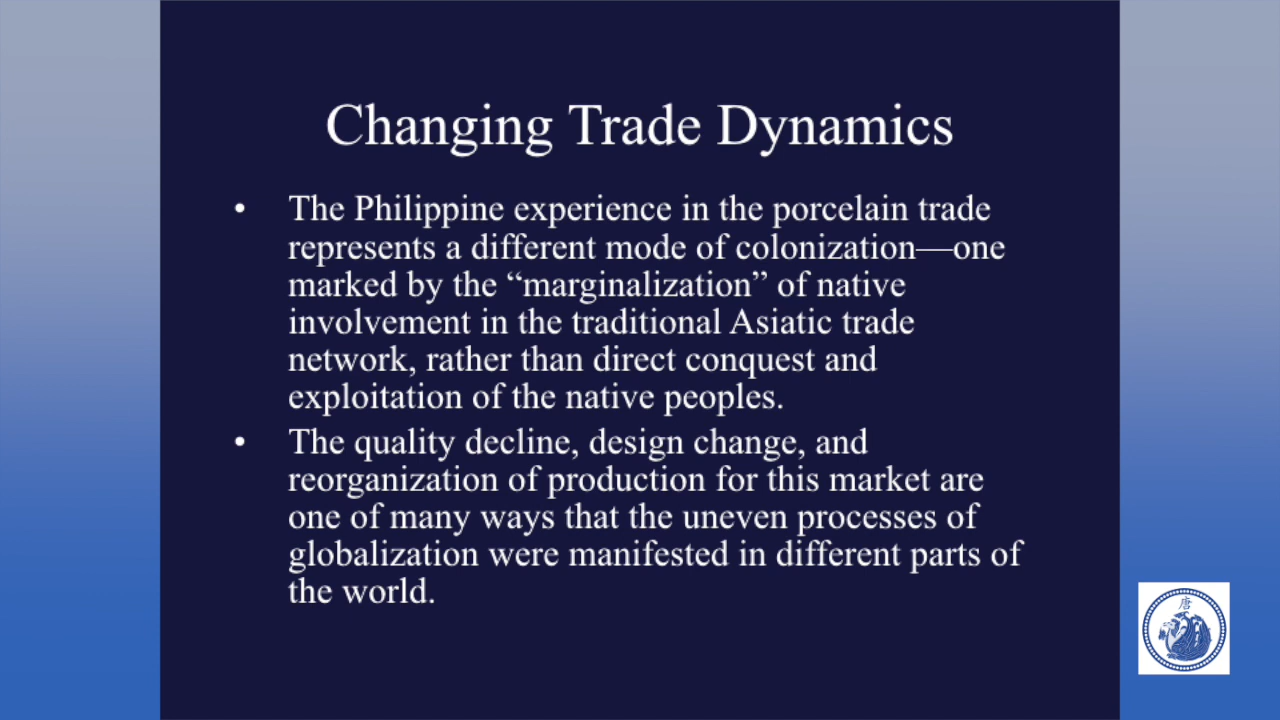 Changing Trade Dynamics
• The Philippine experience in the porcelain trade
represents a different mode of colonization—one
marked by the “marginalization” of native
involvement in the traditional Asiatic trade
network, rather than direct conquest and
exploitation of the native peoples.
• The quality decline, design change, and
reorganization of production for this market are
one of many ways that the uneven processes of
globalization were manifested in different parts of
the world.
唐